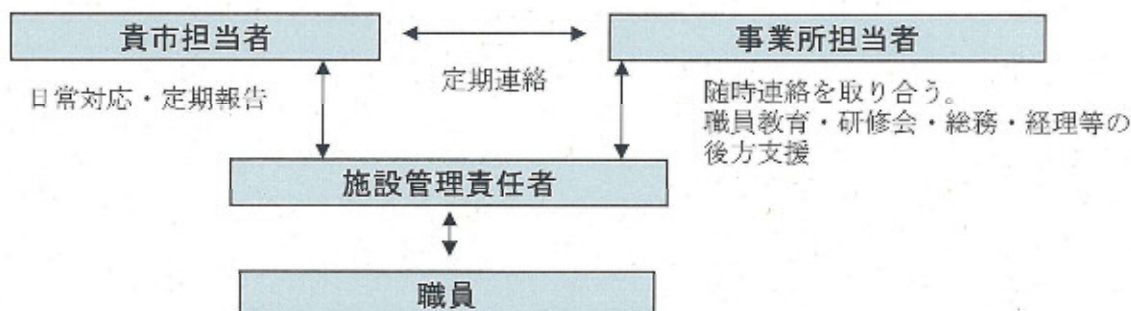 貴市担当者
事業所担当者
定期連絡
日常対応・定期報告
随時連絡を取り合う。
職員教育・研修会・総務・経理等の
後方支援
施設管理責任者
職員